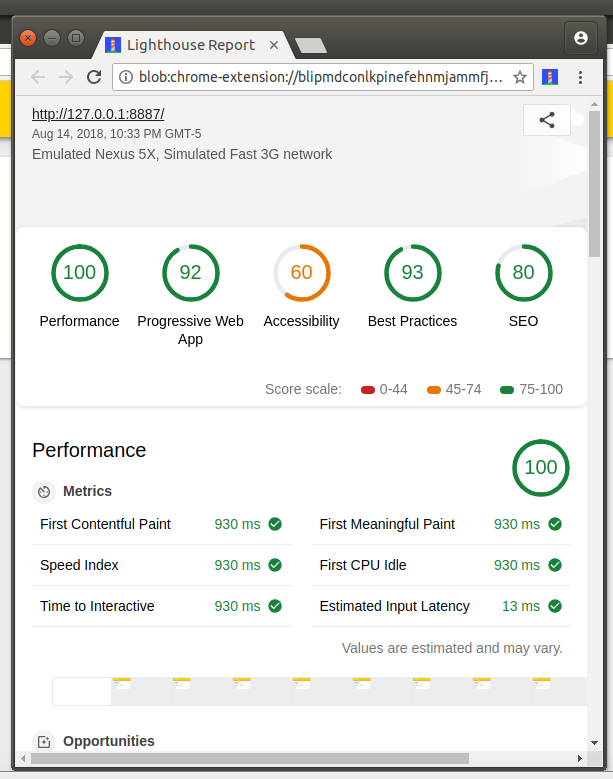 Lighthouse Report
blob:chrome-extension://blipmdconlkpinefehnmjammfj...
http://127.0.0.1:8887/
Aug 14, 2018, 10:33 PM GMT-5
Emulated Nexus 5X, Simulated Fast 3G network
100 92 60 93 80
Performance Progressive Web App Accessibility Best Practices SEO
Score scale: 0-44 45-74 75-100
Performance 100
Metrics
First Contentful Paint 930 ms First Meaningful Paint 930 ms
Speed Index 930 ms First CPU Idle 930 ms
Time to Interactive 930 ms Estimated Input Latency 13 ms
Values are estimated and may vary.
Opportunities